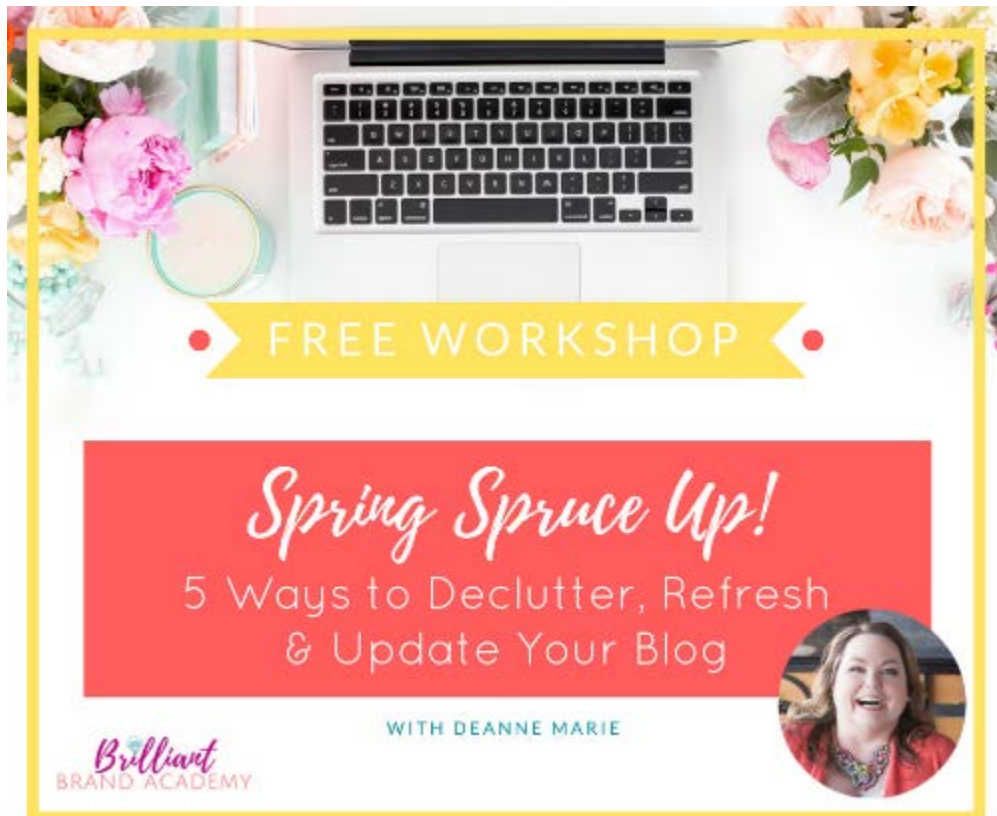 FREE WORKSHOP
Spring Spruce Up!
5 Ways to Declutter, Refresh
& Update Your Blog
WITH DEANNE MARIE
Brilliant
BRAND ACADEMY